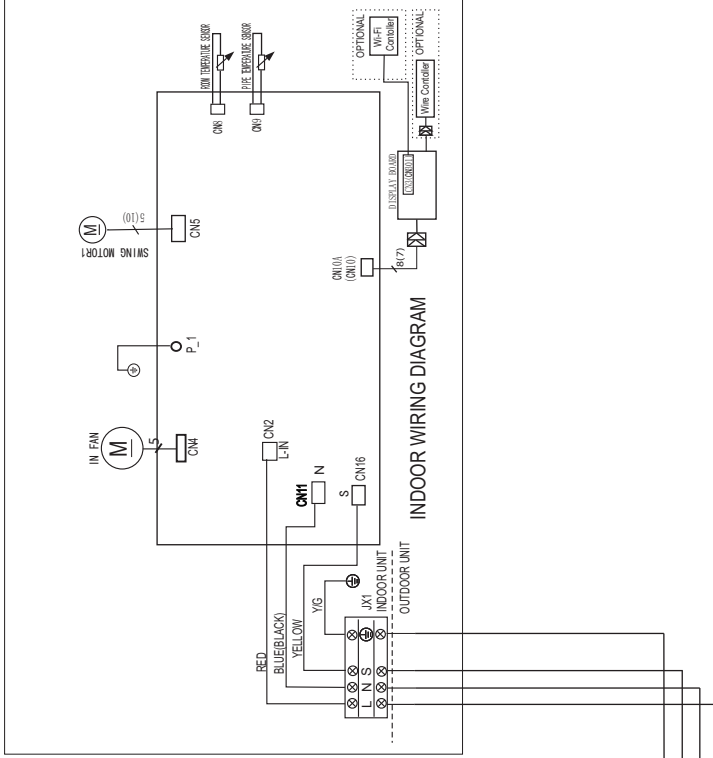 ROOM TEMPERATURE SENSOR
PIPE TEMPERATURE SENSOR
CN8
CN9
OPTIONAL
Wi-Fi
Contoller
OPTIONAL
Wire Contoller
DISPLAY BOARD
M
SWING MOTOR1
5(10)
CN5
CN10A
(CN10)
8(7)
P_1
M
IN FAN
5
CN4
CN2
L-IN
CN11
N
S
CN16
INDOOR WIRING DIAGRAM
RED
BLUE(BLACK)
YELLOW
Y/G
JX1
INDOOR UNIT
OUTDOOR UNIT
L N S